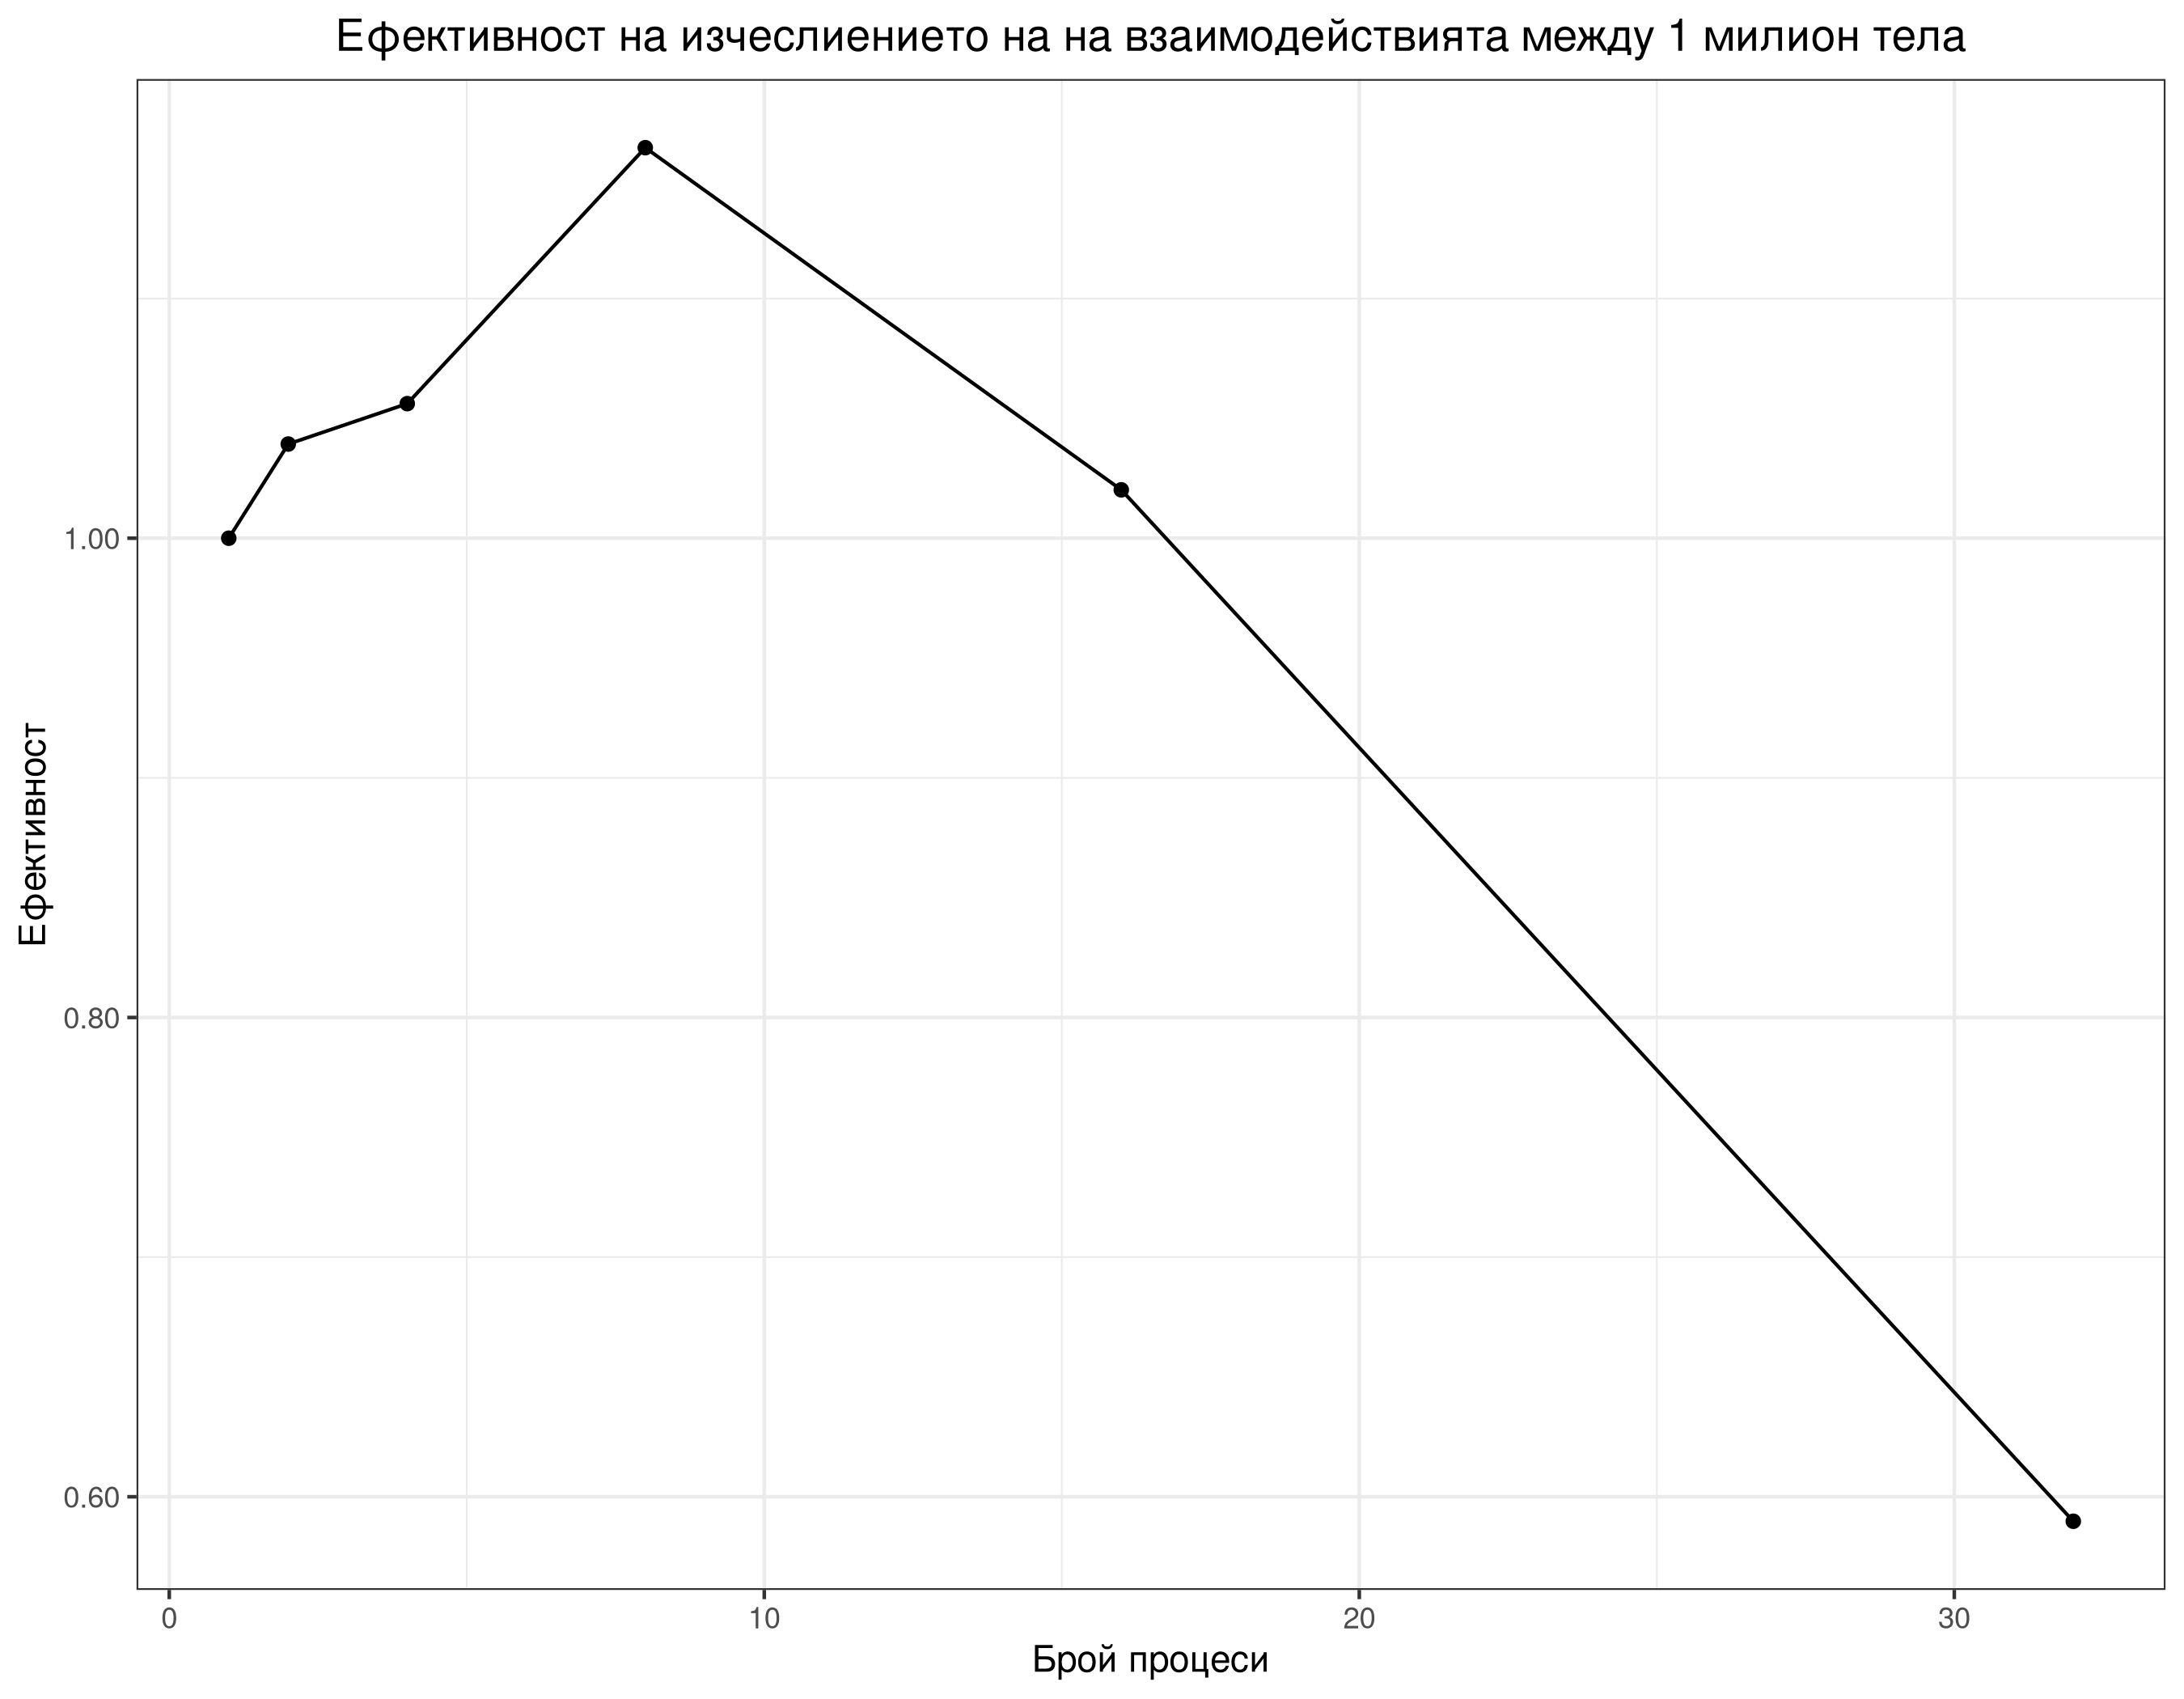 Ефективност на изчеслинението на на взаимодействията между 1 милион тела
Ефективност
1.00
0.80
0.60
0
10
20
30
Брой процеси